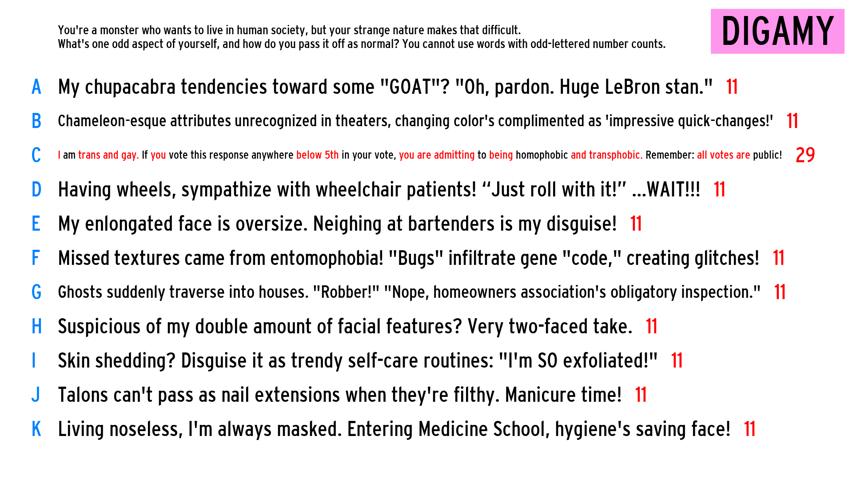 You're a monster who wants to live in human society, but your strange nature makes that difficult.
What's one odd aspect of yourself, and how do you pass it off as normal? You cannot use words with odd-lettered number counts.
DIGAMY
A My chupacabra tendencies toward some "GOAT"? "Oh, pardon. Huge LeBron stan." 11
B Chameleon-esque attributes unrecognized in theaters, changing color's complimented as 'impressive quick-changes!' 11
C I am trans and gay. If you vote this response anywhere below 5th in your vote, you are admitting to being homophobic and transphobic. Remember: all votes are public! 29
D Having wheels, sympathize with wheelchair patients! “Just roll with it!” ...WAIT!!! 11
E My enlongated face is oversize. Neighing at bartenders is my disguise! 11
F Missed textures came from entomophobia! "Bugs" infiltrate gene "code," creating glitches! 11
G Ghosts suddenly traverse into houses. "Robber!" "Nope, homeowners association's obligatory inspection." 11
H Suspicious of my double amount of facial features? Very two-faced take. 11
I Skin shedding? Disguise it as trendy self-care routines: "I'm SO exfoliated!" 11
J Talons can't pass as nail extensions when they're filthy. Manicure time! 11
K Living noseless, I'm always masked. Entering Medicine School, hygiene's saving face! 11